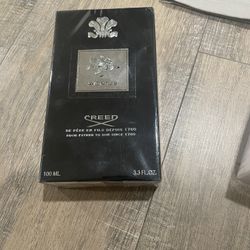 CREED
DE PÈRE EN FILS DEPUIS 1760
FROM FATHER TO SON SINCE 1760
100 ML 3.3 FL.OZ.